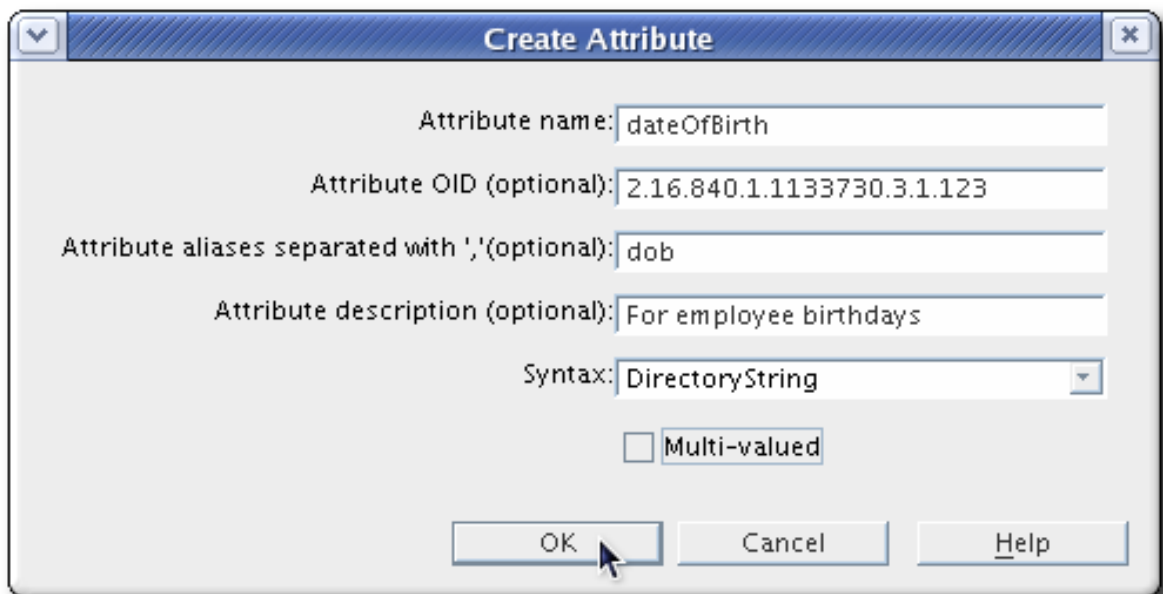 Create Attribute
Attribute name: dateOfBirth
Attribute OID (optional): 2.16.840.1.1133730.3.1.123
Attribute aliases separated with ','(optional): dob
Attribute description (optional): For employee birthdays
Syntax: DirectoryString
Multi-valued
OK Cancel Help